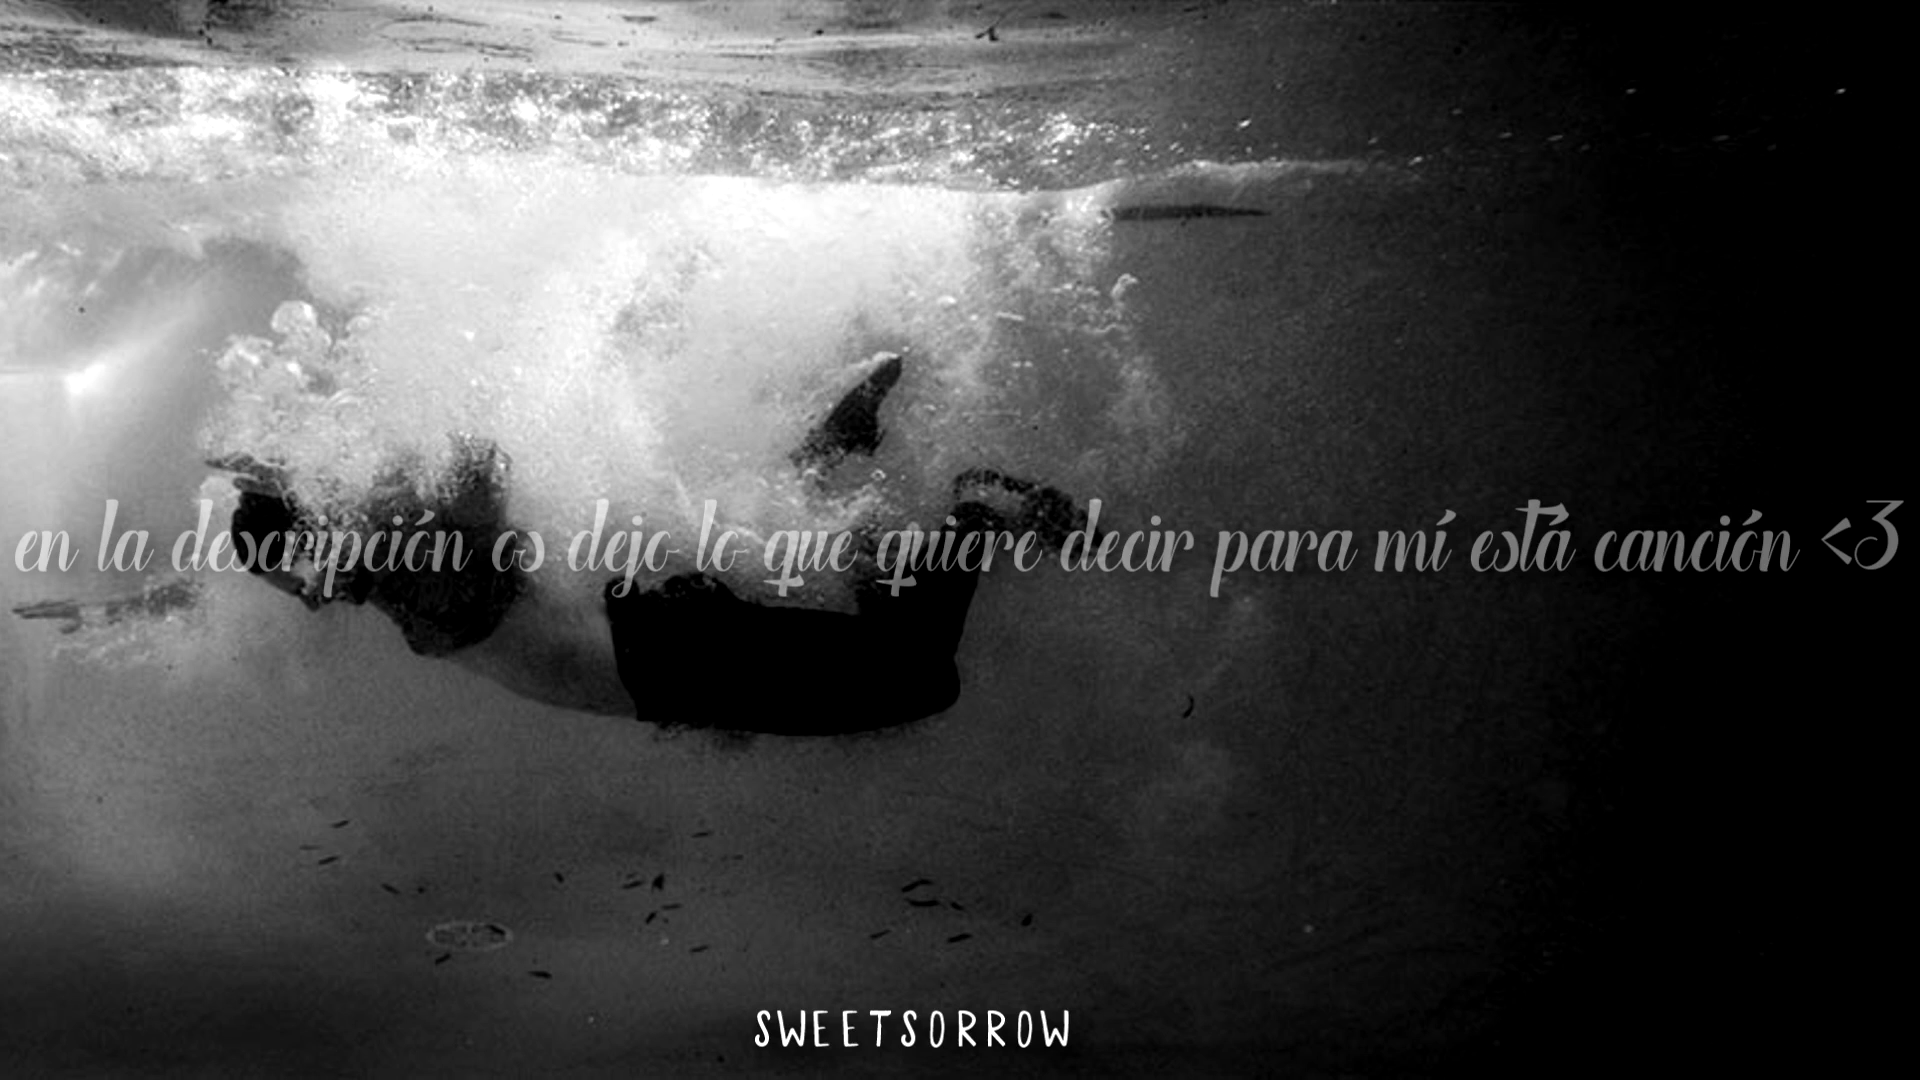 en la descripción os dejo lo que quiere decir para mí está canción <3
SWEETSORROW